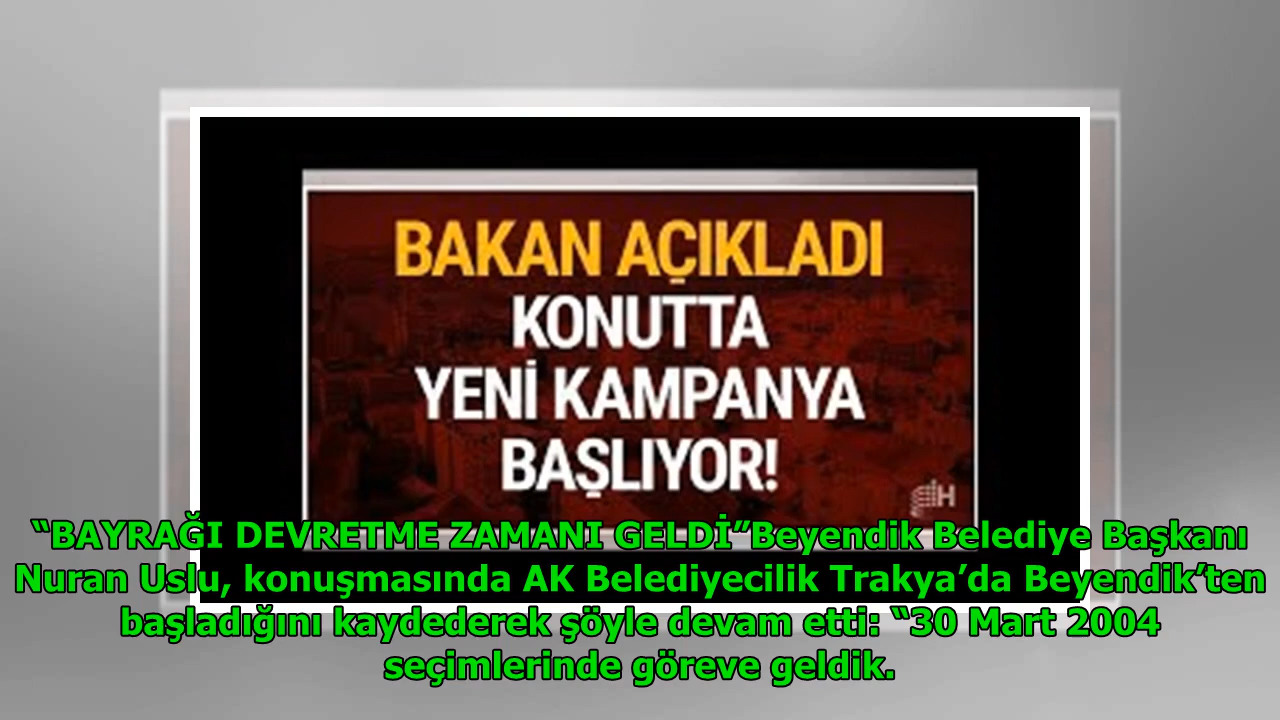 BAKAN AÇIKLADI
KONUTTA
YENİ KAMPANYA
BAŞLIYOR!
“BAYRAĞI DEVRETME ZAMANI GELDİ”Beyendik Belediye Başkanı
Nuran Uslu, konuşmasında AK Belediyecilik Trakya’da Beyendik’ten
başladığını kaydederek şöyle devam etti: “30 Mart 2004
seçimlerinde göreve geldik.